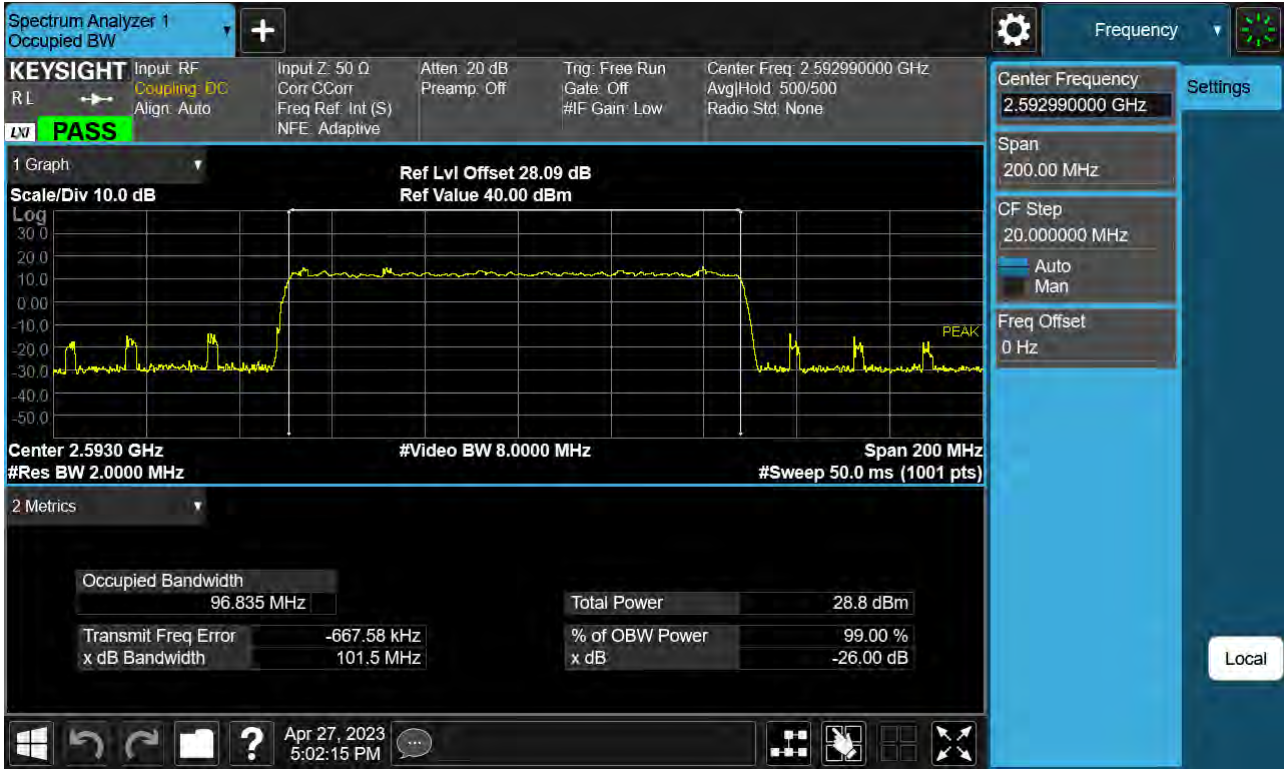 Spectrum Analyzer 1
Occupied BW
Frequency
KEYSIGHT
R L
LXI
PASS
Input: RF
Coupling: DC
Align: Auto
Input Z: 50 Ω
Corr CCorr
Freq Ref: Int (S)
NFE: Adaptive
Atten: 20 dB
Preamp: Off
Trig: Free Run
Gate: Off
#IF Gain: Low
Center Freq: 2.592990000 GHz
Avg|Hold: 500/500
Radio Std: None
1 Graph
Scale/Div 10.0 dB
Ref Lvl Offset 28.09 dB
Ref Value 40.00 dBm
Log
30.0
20.0
10.0
0.00
-10.0
-20.0
-30.0
-40.0
-50.0
PEAK
Center 2.5930 GHz
#Res BW 2.0000 MHz
#Video BW 8.0000 MHz
Span 200 MHz
#Sweep 50.0 ms (1001 pts)
2 Metrics
Occupied Bandwidth
96.835 MHz
Transmit Freq Error -667.58 kHz
x dB Bandwidth 101.5 MHz
Total Power 28.8 dBm
% of OBW Power 99.00 %
x dB -26.00 dB
Center Frequency
2.592990000 GHz
Span
200.00 MHz
CF Step
20.000000 MHz
Auto
Man
Freq Offset
0 Hz
Settings
Local
?
Apr 27, 2023
5:02:15 PM